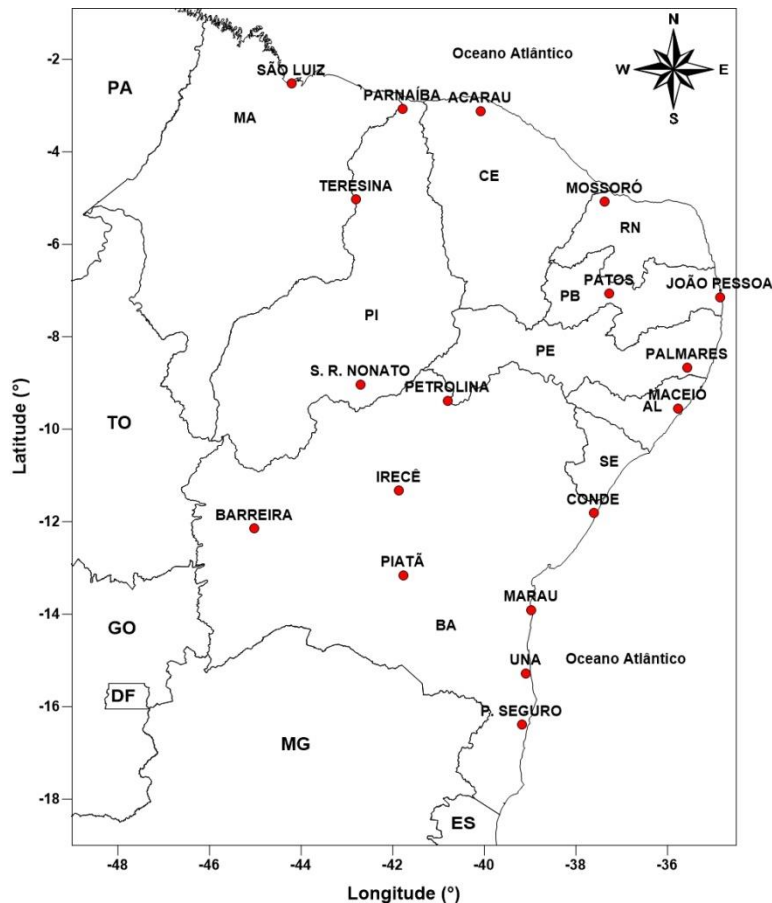 N
W E
S
Oceano Atlântico
-2
SÃO LUIZ
PA
PARNAÍBA
ACARAU
MA
-4
CE
TERESINA
MOSSORÓ
RN
-6
PATOS
JOÃO PESSOA
PB
PI
-8
PE
PALMARES
S. R. NONATO
PETROLINA
MACEIÓ
AL
TO
-10
SE
IRECÊ
CONDE
BARREIRA
-12
PIATÃ
MARAU
GO
BA
-14
UNA
Oceano Atlântico
DF
P. SEGURO
-16
MG
-18
ES
Latitude (°)
-48 -46 -44 -42 -40 -38 -36
Longitude (°)